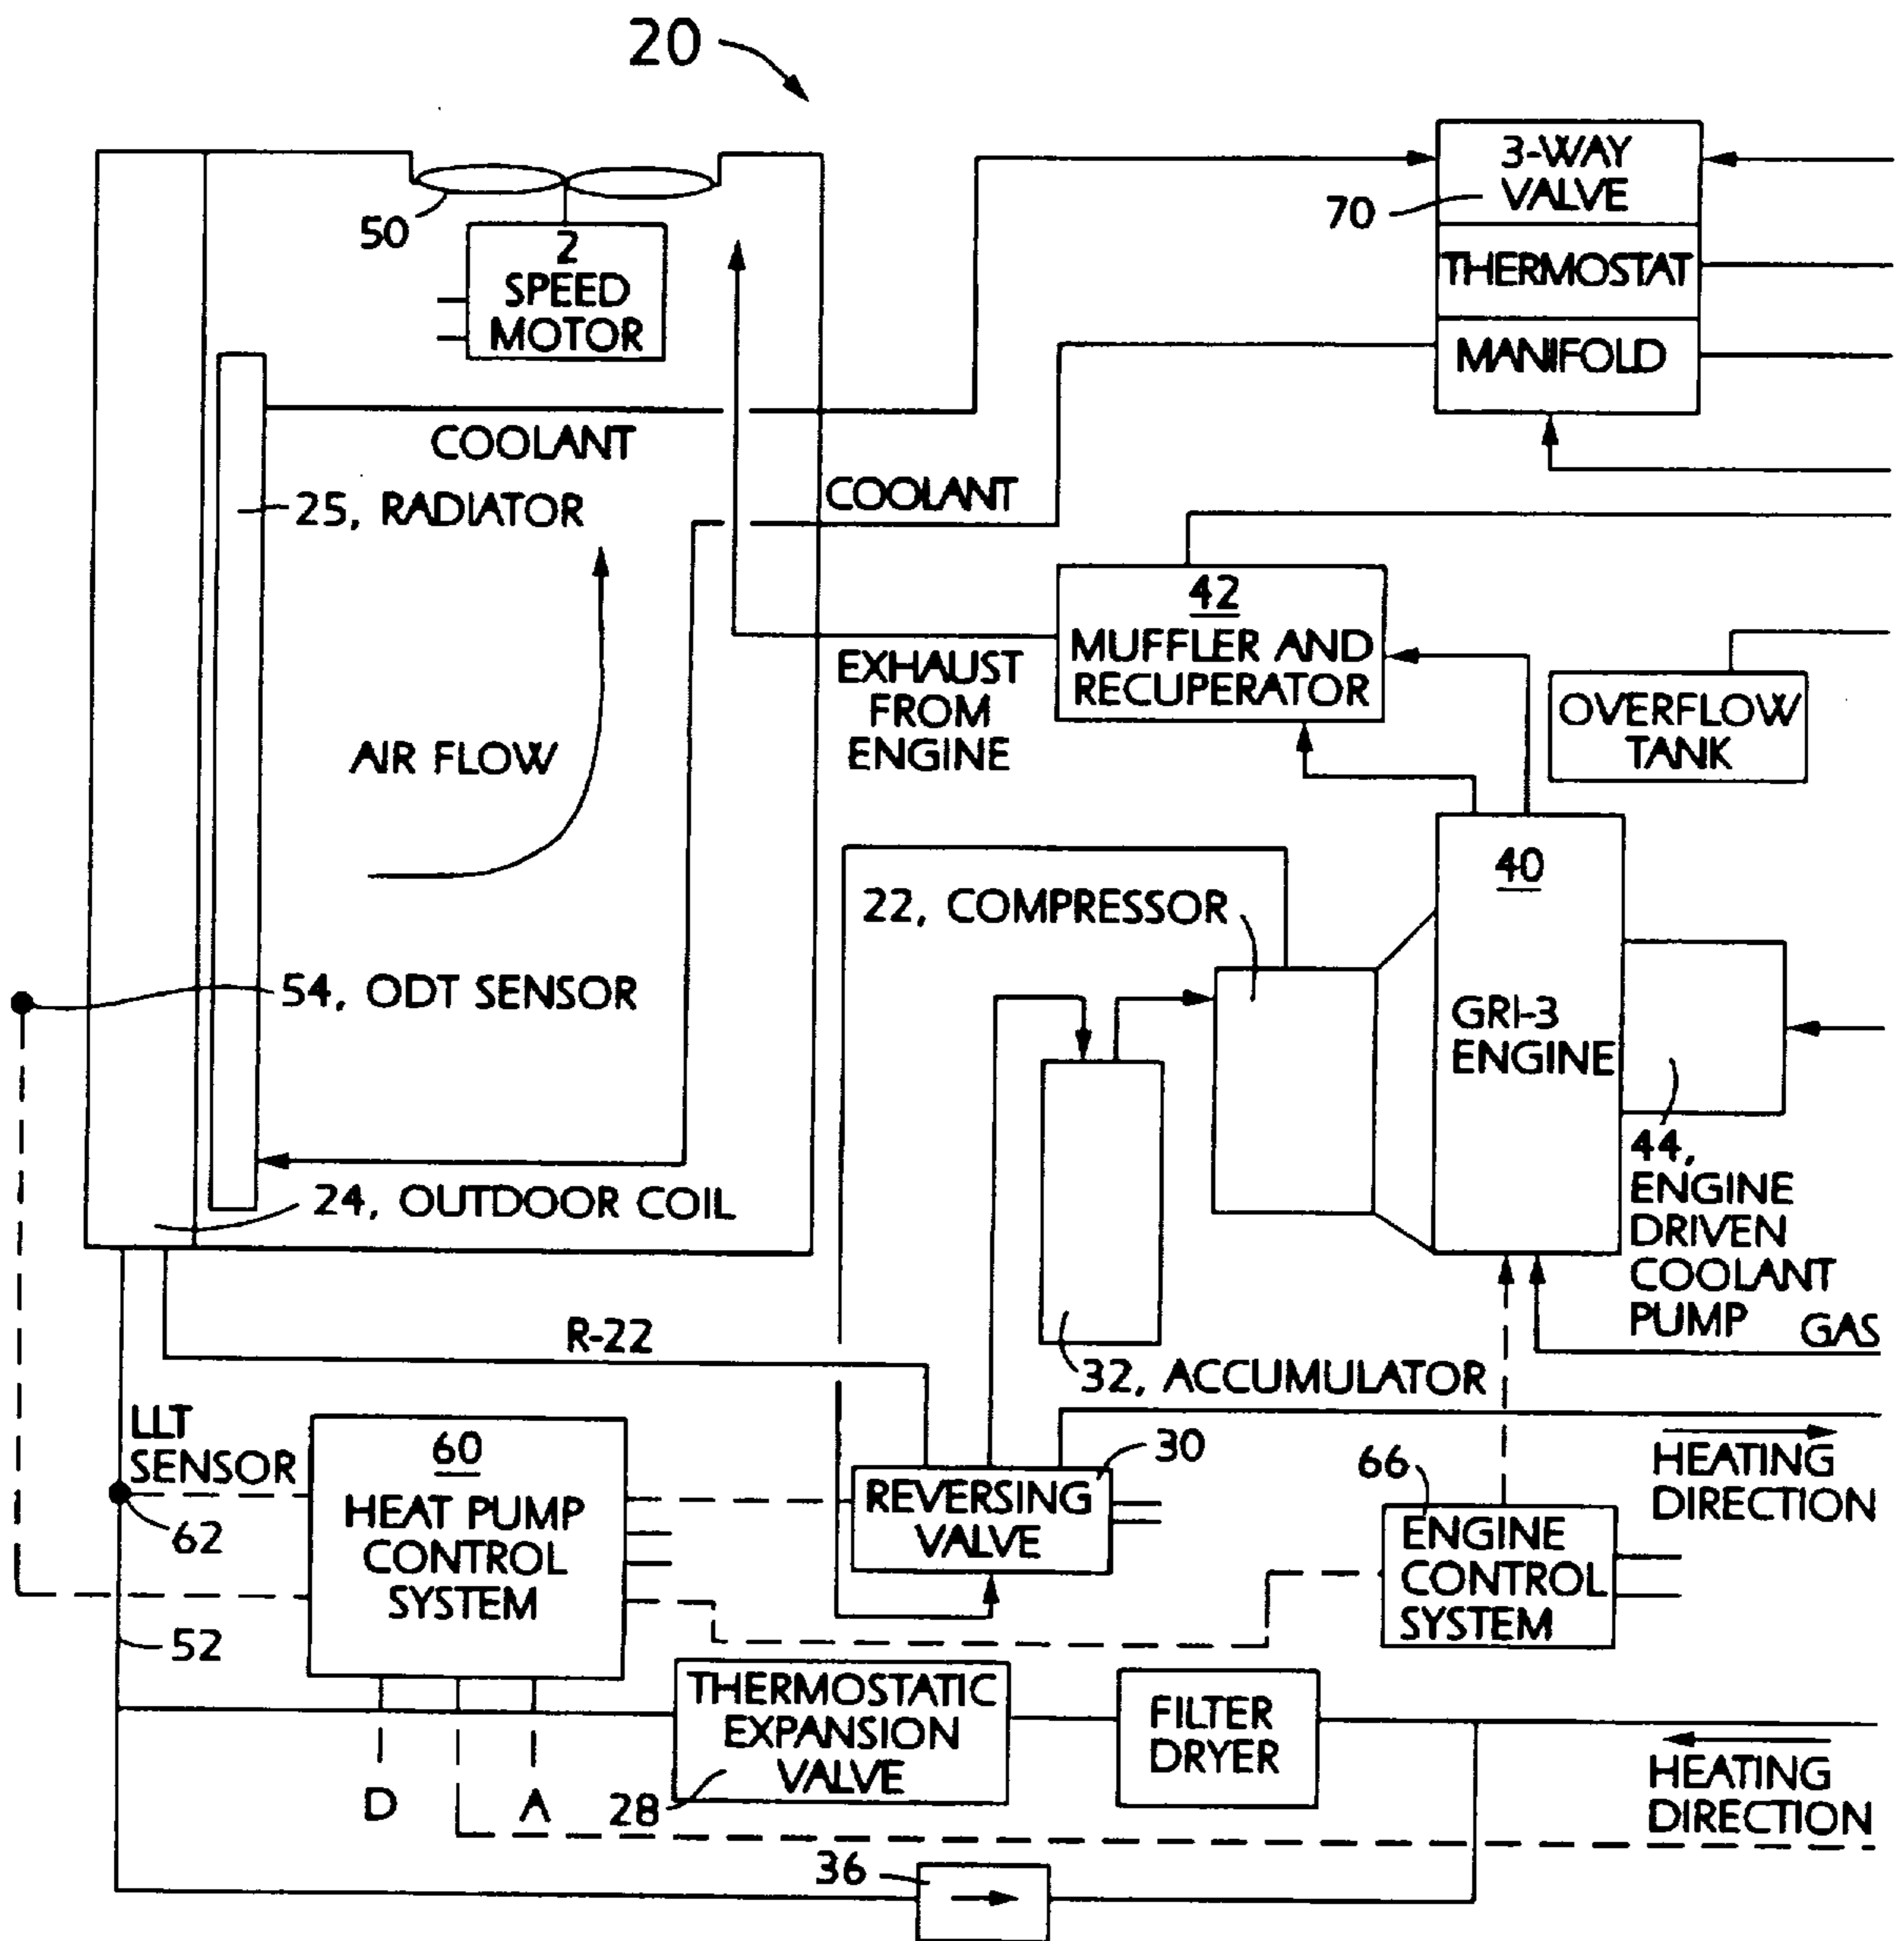 20
3-WAY
VALVE
70
50
2
SPEED
MOTOR
THERMOSTAT
MANIFOLD
COOLANT
COOLANT
25, RADIATOR
42
MUFFLER AND
RECUPERATOR
EXHAUST
FROM
ENGINE
OVERFLOW
TANK
AIR FLOW
40
22, COMPRESSOR
54, ODT SENSOR
GRI-3
ENGINE
44,
ENGINE
DRIVEN
COOLANT
PUMP
24, OUTDOOR COIL
GAS
R-22
32, ACCUMULATOR
LLT
SENSOR
60
HEAT PUMP
CONTROL
SYSTEM
30
REVERSING
VALVE
66
ENGINE
CONTROL
SYSTEM
HEATING
DIRECTION
62
52
THERMOSTATIC
EXPANSION
VALVE
FILTER
DRYER
HEATING
DIRECTION
D
A
28
36